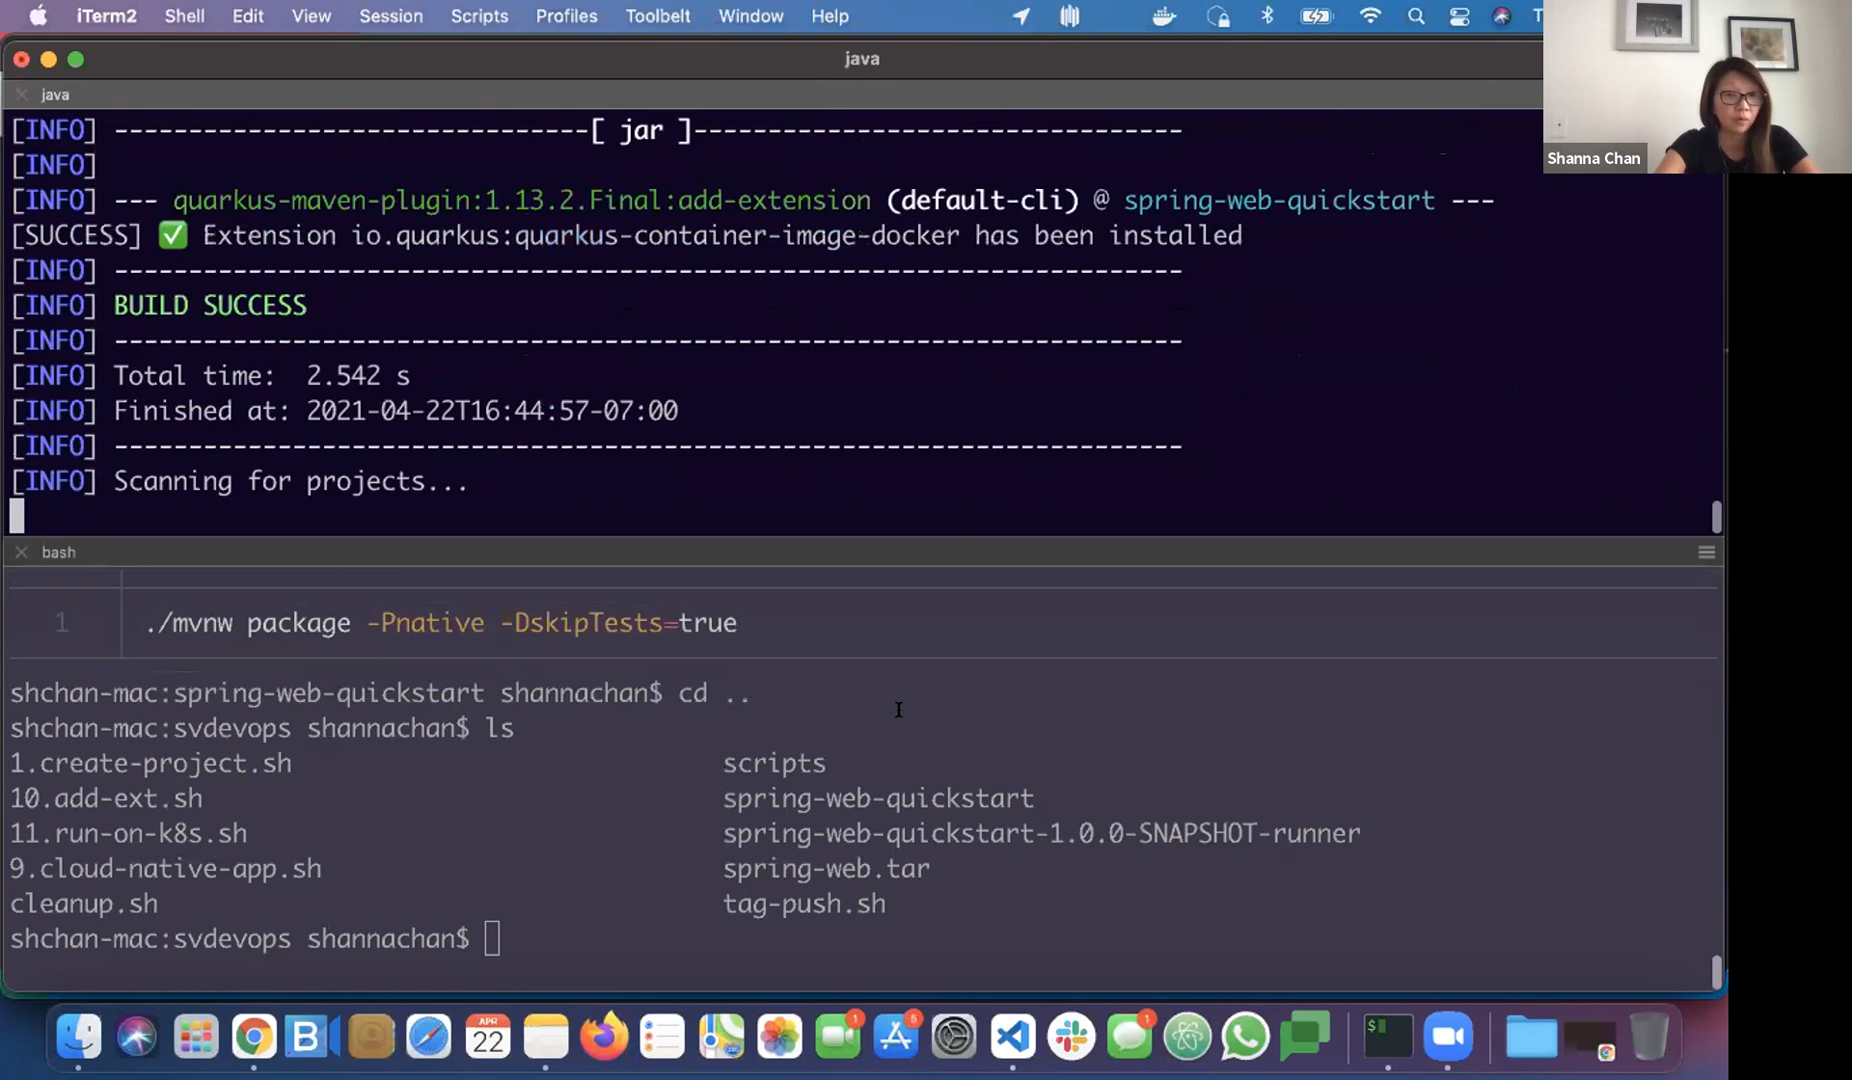 iTerm2 Shell Edit View Session Scripts Profiles Toolbelt Window Help
java
java
[INFO] --------------------------------[ jar ]---------------------------------
[INFO]
[INFO] --- quarkus-maven-plugin:1.13.2.Final:add-extension (default-cli) @ spring-web-quickstart ---
[SUCCESS] ✅ Extension io.quarkus:quarkus-container-image-docker has been installed
[INFO] ------------------------------------------------------------------------
[INFO] BUILD SUCCESS
[INFO] ------------------------------------------------------------------------
[INFO] Total time:  2.542 s
[INFO] Finished at: 2021-04-22T16:44:57-07:00
[INFO] ------------------------------------------------------------------------
[INFO] Scanning for projects...
Shanna Chan
bash
1 ./mvnw package -Pnative -DskipTests=true
shchan-mac:spring-web-quickstart shannachan$ cd ..
shchan-mac:svdevops shannachan$ ls
1.create-project.sh scripts
10.add-ext.sh spring-web-quickstart
11.run-on-k8s.sh spring-web-quickstart-1.0.0-SNAPSHOT-runner
9.cloud-native-app.sh spring-web.tar
cleanup.sh tag-push.sh
shchan-mac:svdevops shannachan$
APR
22
B
1
5
1
$